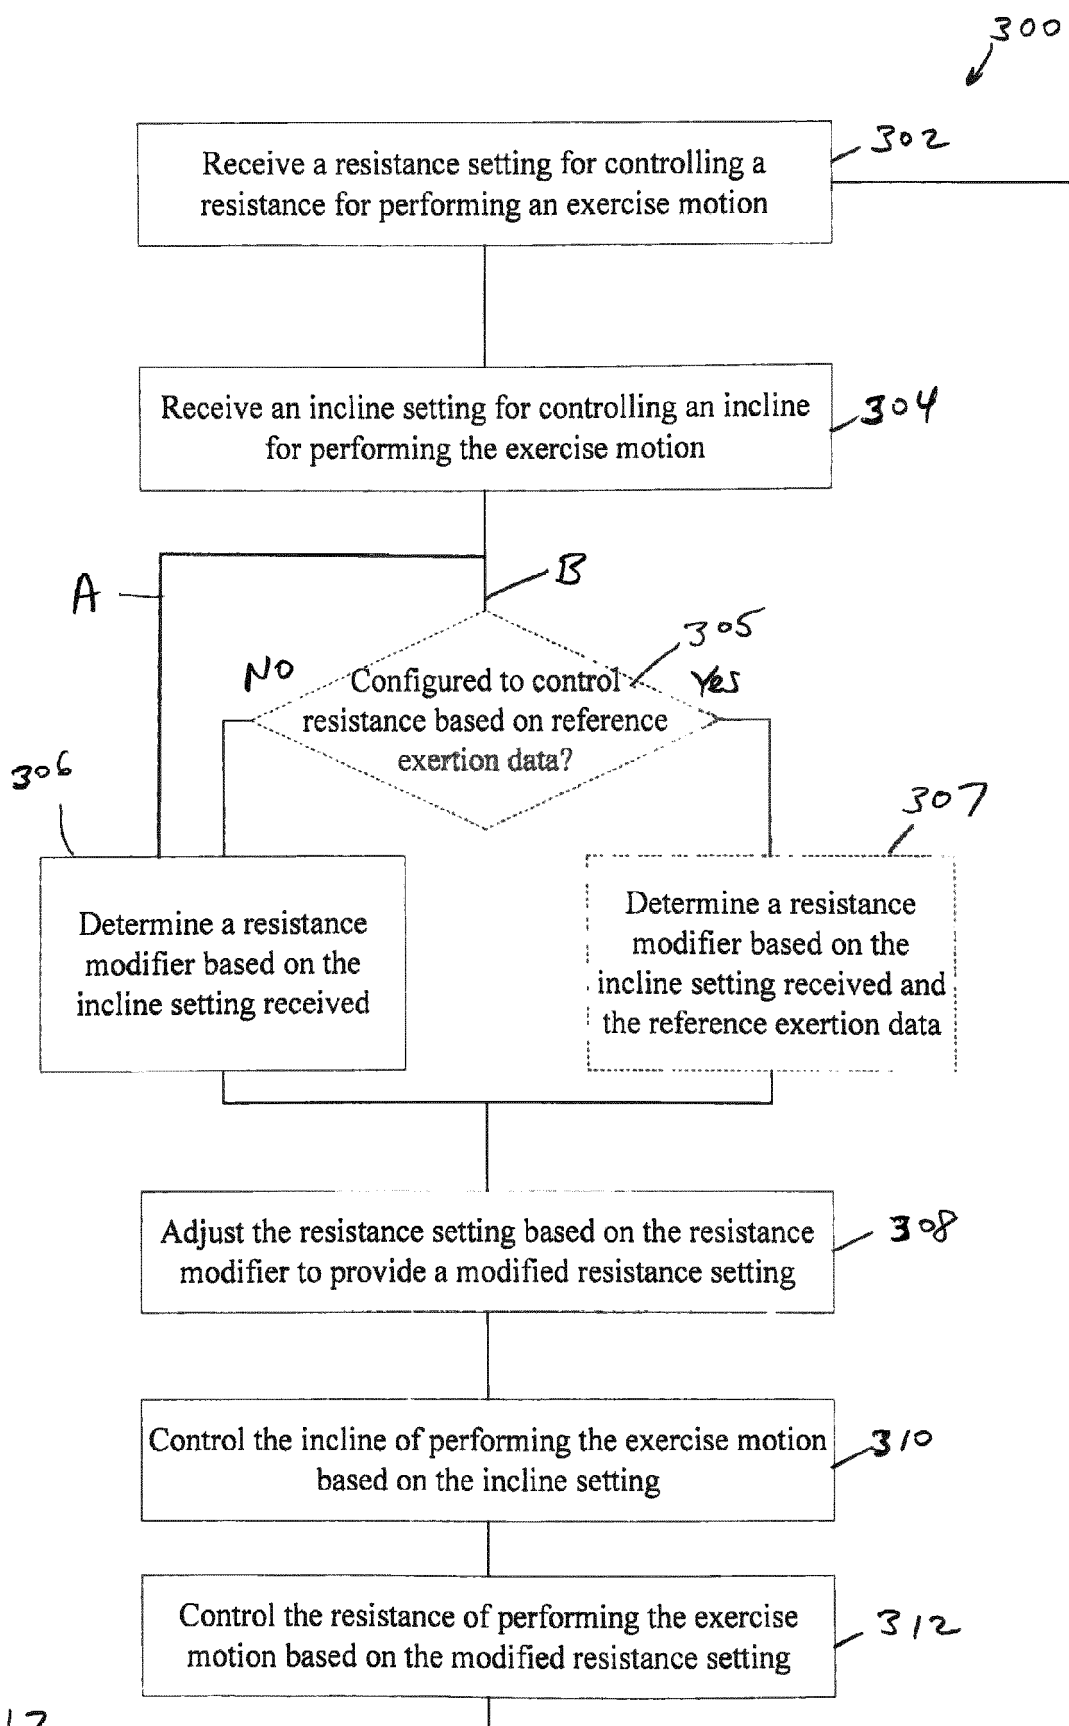 300
302
Receive a resistance setting for controlling a
resistance for performing an exercise motion
Receive an incline setting for controlling an incline
for performing the exercise motion
304
A
B
305
No
Yes
Configured to control
resistance based on reference
exertion data?
306
307
Determine a resistance
modifier based on the
incline setting received
Determine a resistance
modifier based on the
incline setting received and
the reference exertion data
Adjust the resistance setting based on the resistance
modifier to provide a modified resistance setting
308
Control the incline of performing the exercise motion
based on the incline setting
310
Control the resistance of performing the exercise
motion based on the modified resistance setting
312